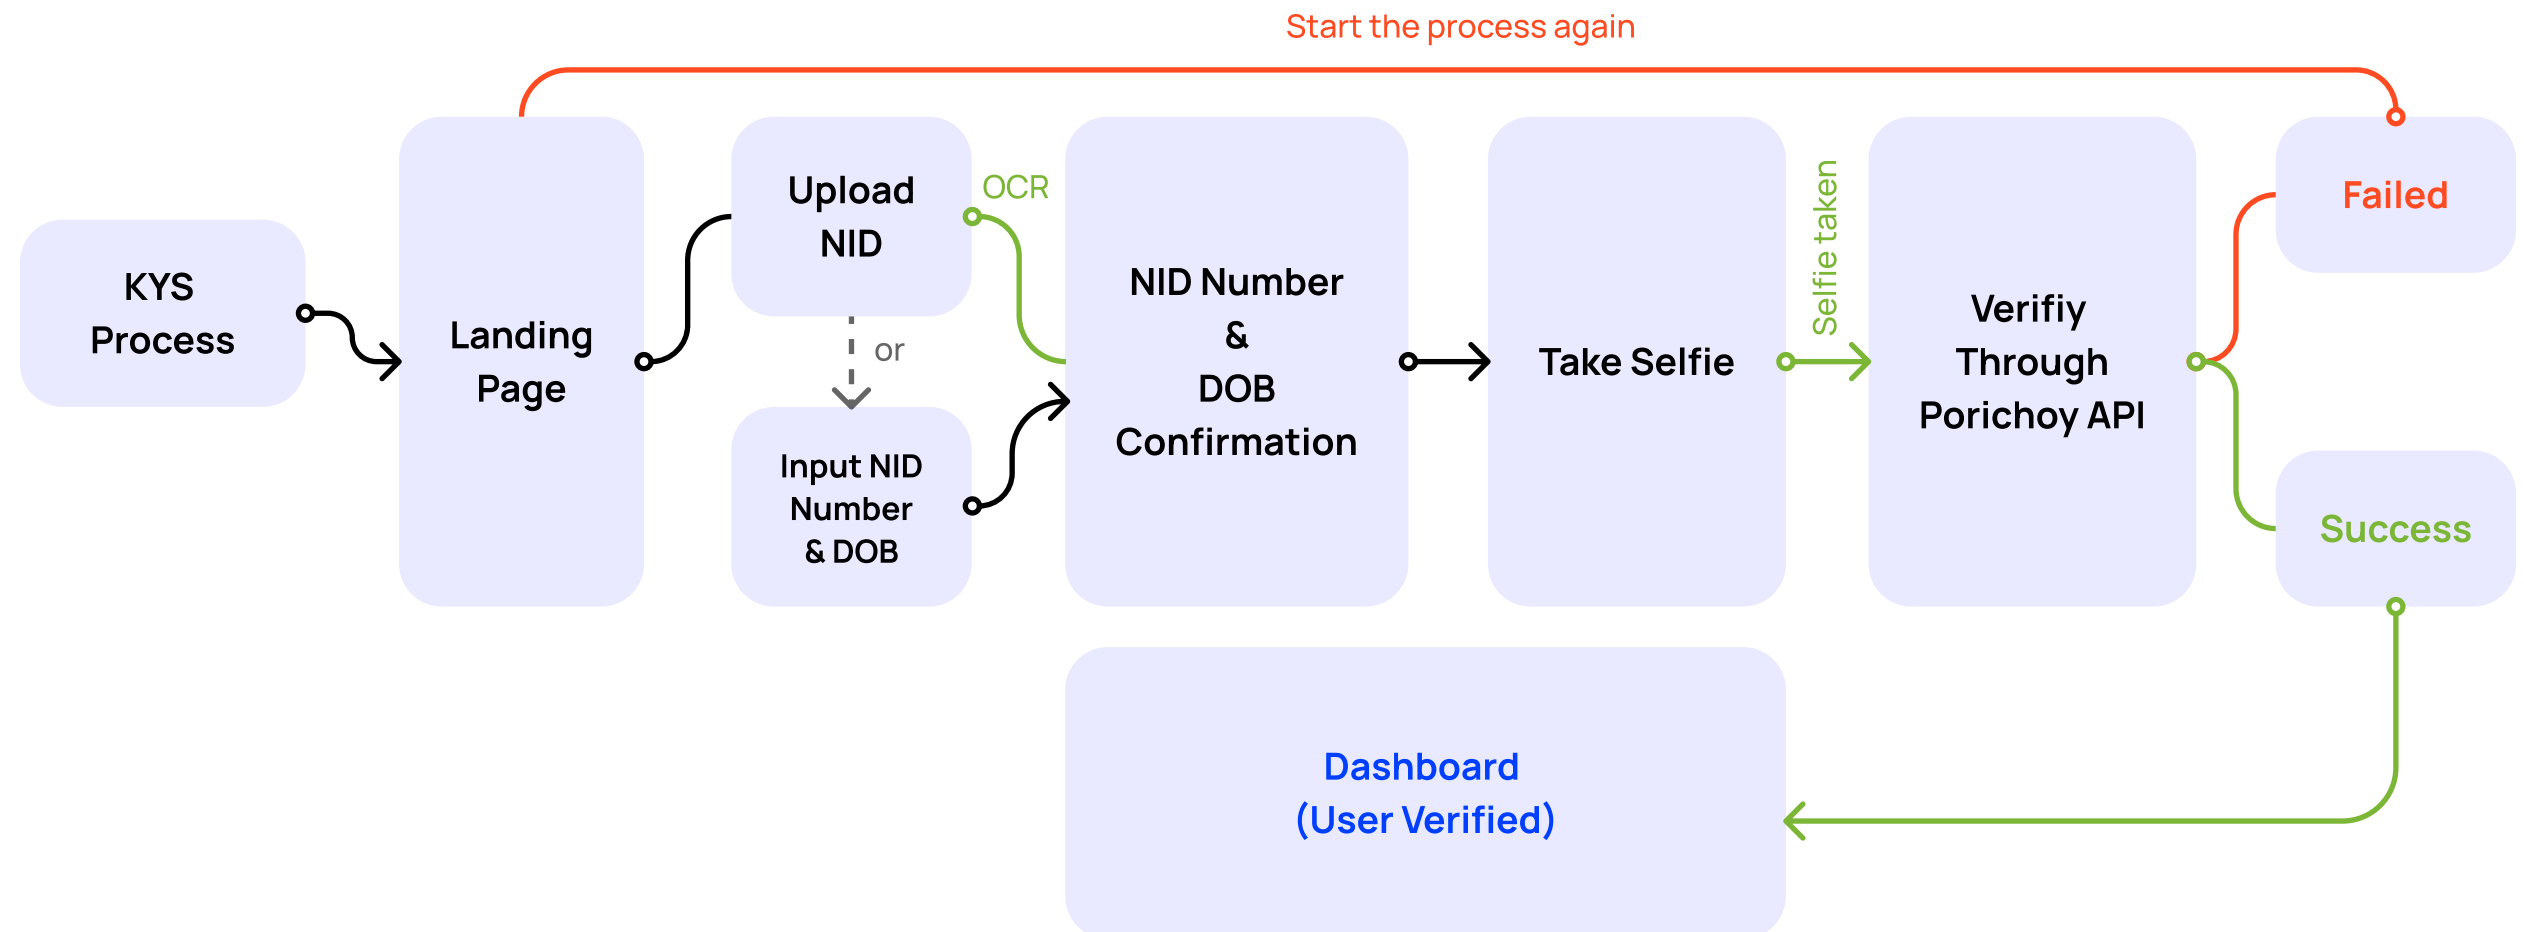 Start the process again
KYS
Process
Landing
Page
Upload
NID
OCR
or
Input NID
Number
& DOB
NID Number
&
DOB
Confirmation
Take Selfie
Selfie taken
Verifiy
Through
Porichoy API
Failed
Success
Dashboard
(User Verified)